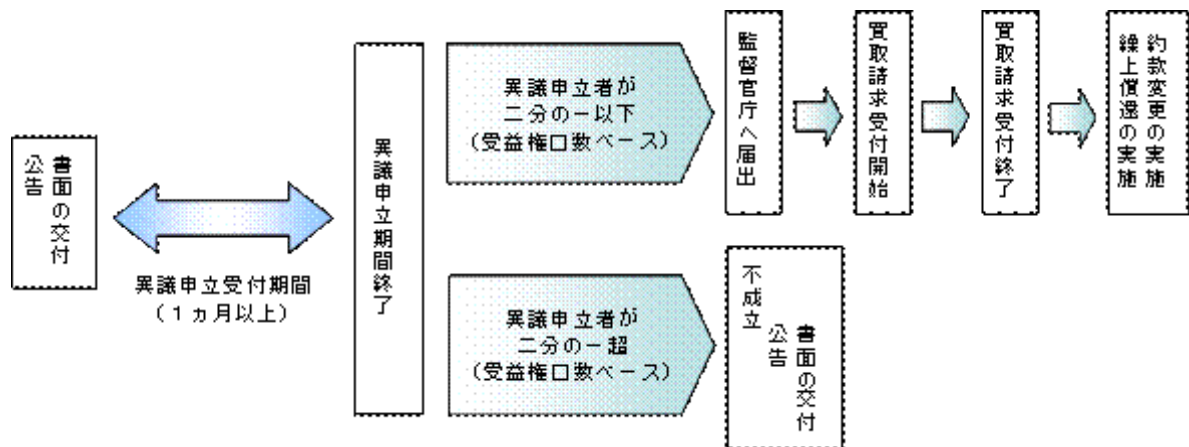 書面の交付
公告
異議申立受付期間
（１ヵ月以上）
異議申立期間終了
異議申立者が
二分の一以下
（受益権口数ベース）
監督官庁へ届出
買取請求受付開始
買取請求受付終了
約款変更の実施
繰上償還の実施
異議申立者が
二分の一超
（受益権口数ベース）
不成立
書面の交付
公告